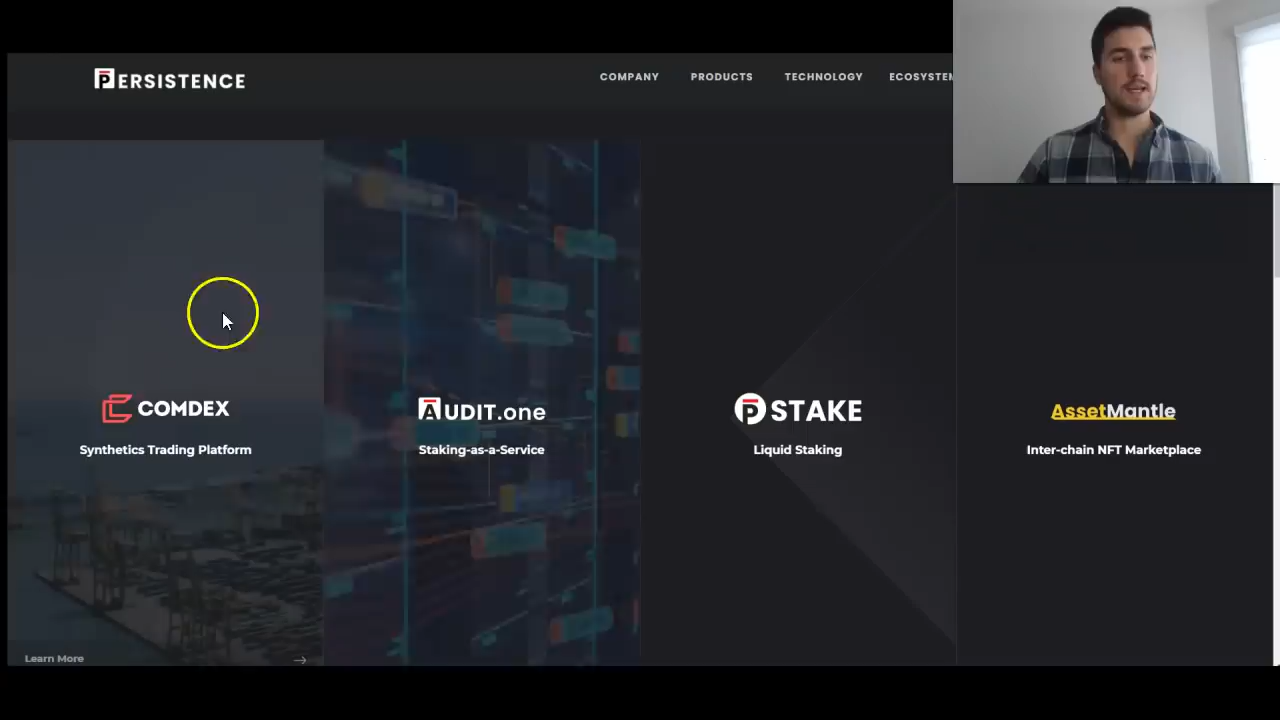 PERSISTENCE
COMPANY PRODUCTS TECHNOLOGY ECOSYSTEM
COMDEX
Synthetics Trading Platform
AUDIT.one
Staking-as-a-Service
PSTAKE
Liquid Staking
AssetMantle
Inter-chain NFT Marketplace
Learn More